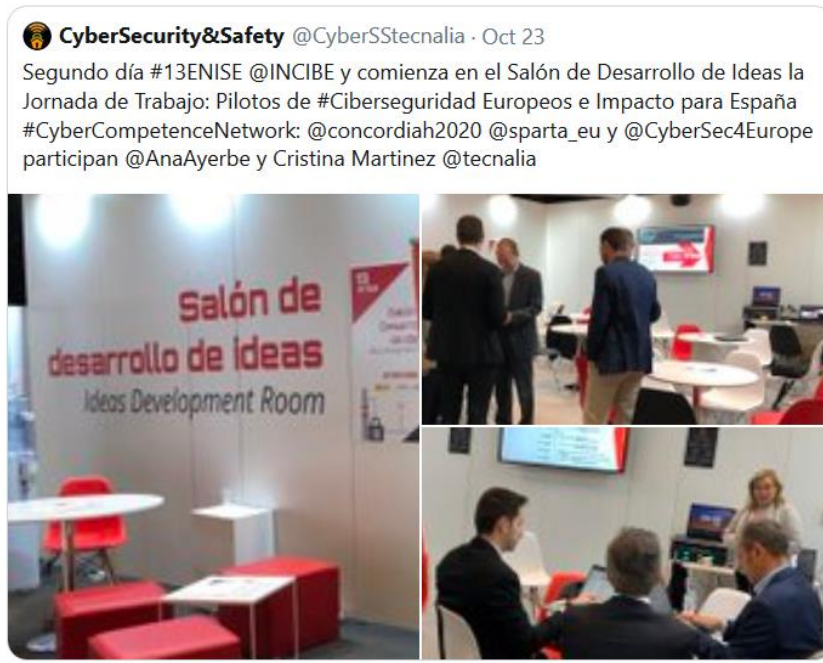 CyberSecurity&Safety @CyberSStecnalia · Oct 23
Segundo día #13ENISE @INCIBE y comienza en el Salón de Desarrollo de Ideas la
Jornada de Trabajo: Pilotos de #Ciberseguridad Europeos e Impacto para España
#CyberCompetenceNetwork: @concordiah2020 @sparta_eu y @CyberSec4Europe
participan @AnaAyerbe y Cristina Martinez @tecnalia
Salón de
desarrollo de ideas
Ideas Development Room